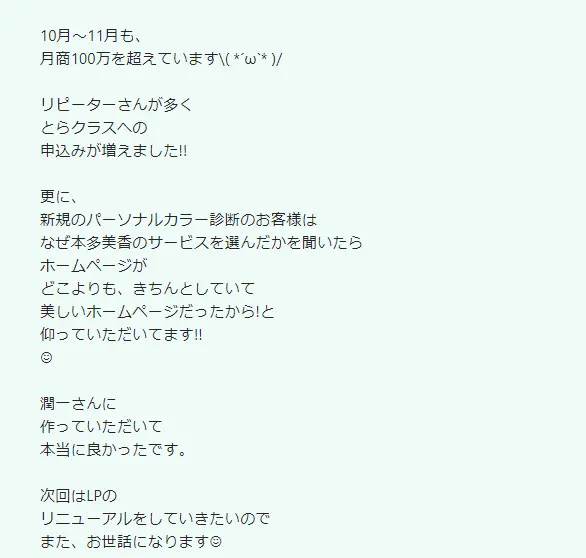 10月～11月も、
月商100万を超えています\( *´ω`* )/
リピーターさんが多く
とらクラスへの
申込みが増えました!!
更に、
新規のパーソナルカラー診断のお客様は
なぜ本多美香のサービスを選んだかを聞いたら
ホームページが
どこよりも、きちんとしていて
美しいホームページだったから!と
仰っていただいてます!!
😊
潤一さんに
作っていただいて
本当に良かったです。
次回はLPの
リニューアルをしていきたいので
また、お世話になります😊